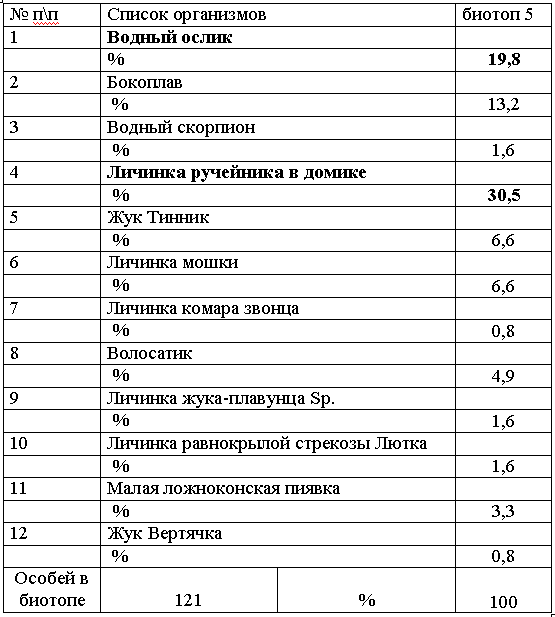 № п\п Список организмов биотоп 5
1 Водный ослик
% 19,8
2 Бокоплав
% 13,2
3 Водный скорпион
% 1,6
4 Личинка ручейника в домике
% 30,5
5 Жук Тинник
% 6,6
6 Личинка мошки
% 6,6
7 Личинка комара звонца
% 0,8
8 Волосатик
% 4,9
9 Личинка жука-плавунца Sp.
% 1,6
10 Личинка равнокрылой стрекозы Лютка
% 1,6
11 Малая ложноконская пиявка
% 3,3
12 Жук Вертячка
% 0,8
Особей в
биотопе 121 % 100